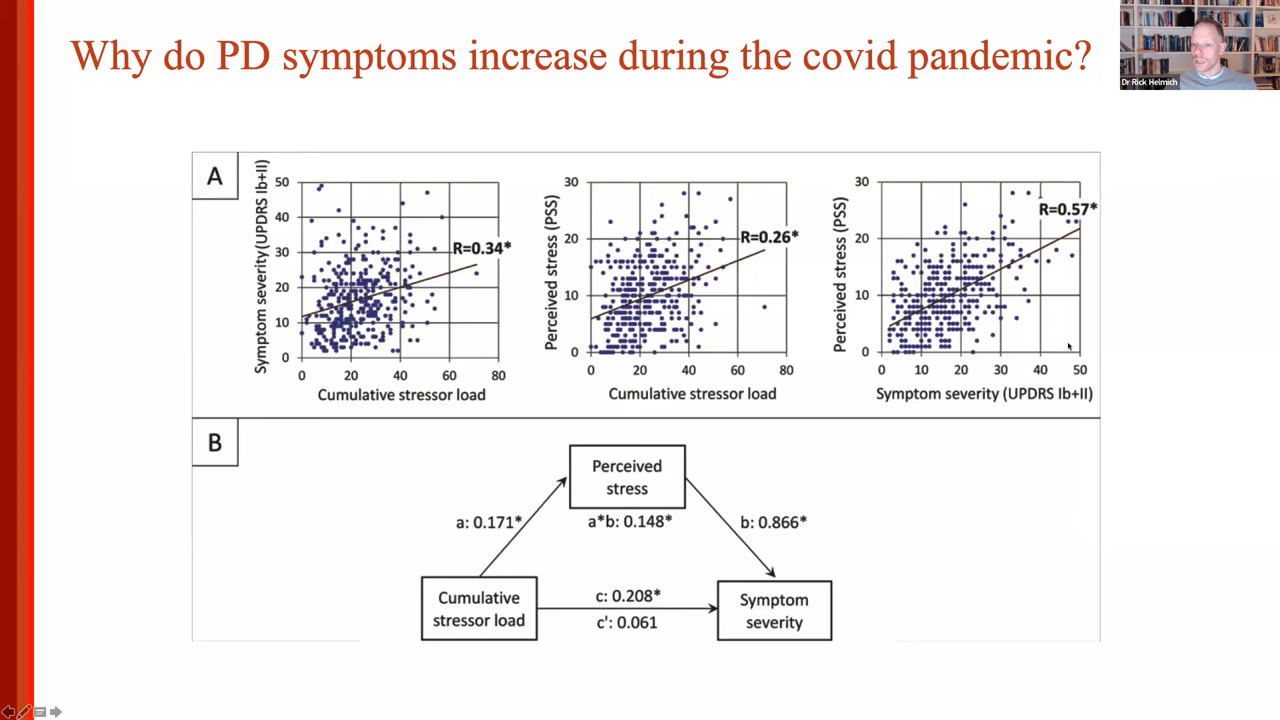 Why do PD symptoms increase during the covid pandemic?
Dr Rick Helmich
A
Symptom severity(UPDRS Ib+II)
50
40
30
20
10
0
R=0.34*
0 20 40 60 80
Cumulative stressor load
Perceived stress (PSS)
30
20
10
0
R=0.26*
0 20 40 60 80
Cumulative stressor load
Perceived stress (PSS)
30
20
10
0
R=0.57*
0 10 20 30 40 50
Symptom severity (UPDRS Ib+II)
B
Perceived
stress
a: 0.171*
a*b: 0.148*
b: 0.866*
Cumulative
stressor load
c: 0.208*
c': 0.061
Symptom
severity